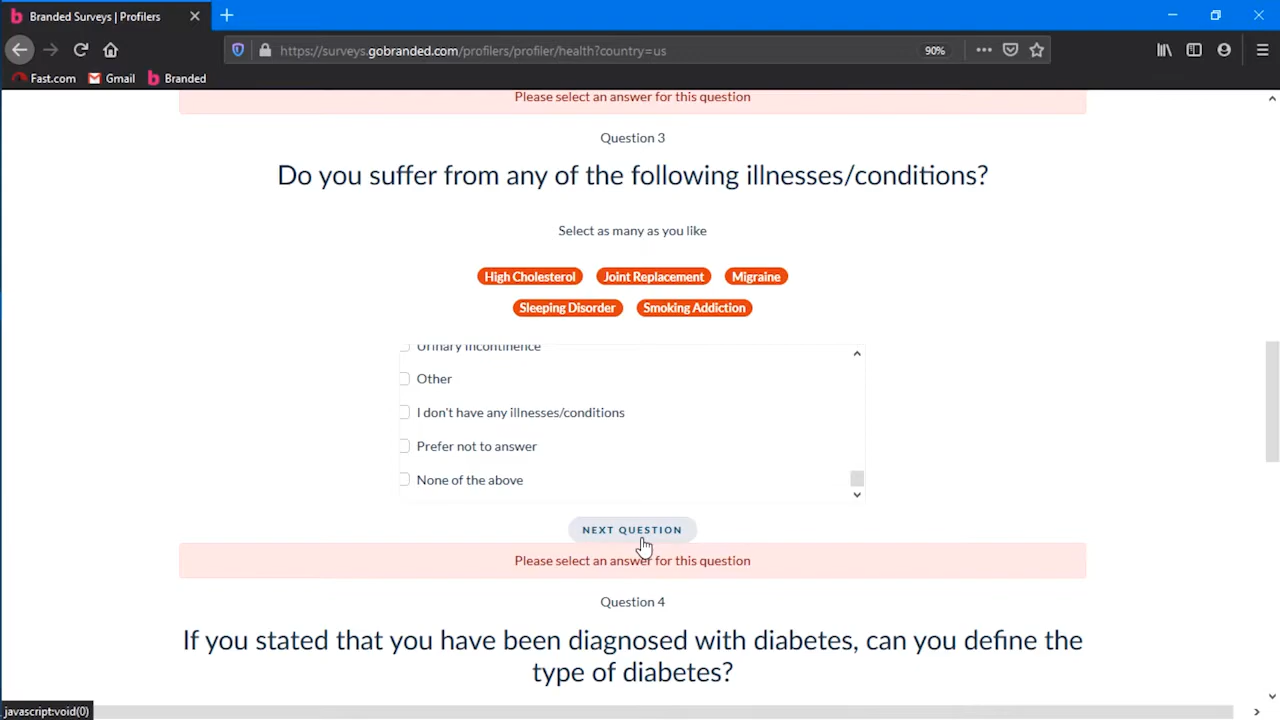 Branded Surveys | Profilers
https://surveys.gobranded.com/profilers/profiler/health?country=us
90%
Fast.com
Gmail
Branded
Please select an answer for this question
Question 3
Do you suffer from any of the following illnesses/conditions?
Select as many as you like
High Cholesterol
Joint Replacement
Migraine
Sleeping Disorder
Smoking Addiction
Urinary Incontinence
Other
I don't have any illnesses/conditions
Prefer not to answer
None of the above
NEXT QUESTION
Please select an answer for this question
Question 4
If you stated that you have been diagnosed with diabetes, can you define the
type of diabetes?
javascript:void(0)